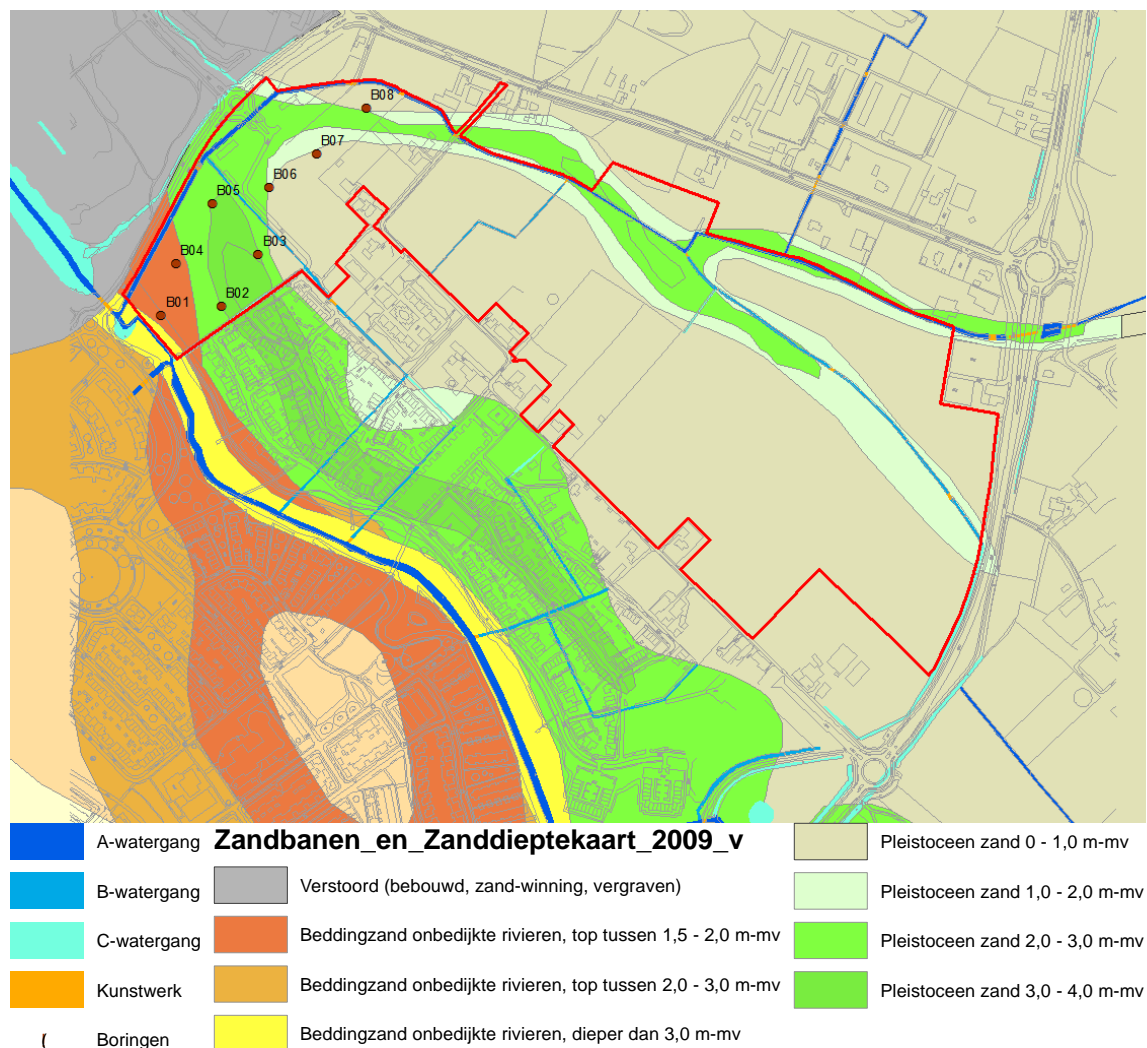 B08
B07
B06
B05
B03
B04
B02
B01
Zandbanen_en_Zanddieptekaart_2009_v
A-watergang
B-watergang
C-watergang
Kunstwerk
Boringen
Verstoord (bebouwd, zand-winning, vergraven)
Beddingzand onbedijkte rivieren, top tussen 1,5 - 2,0 m-mv
Beddingzand onbedijkte rivieren, top tussen 2,0 - 3,0 m-mv
Beddingzand onbedijkte rivieren, dieper dan 3,0 m-mv
Pleistoceen zand 0 - 1,0 m-mv
Pleistoceen zand 1,0 - 2,0 m-mv
Pleistoceen zand 2,0 - 3,0 m-mv
Pleistoceen zand 3,0 - 4,0 m-mv